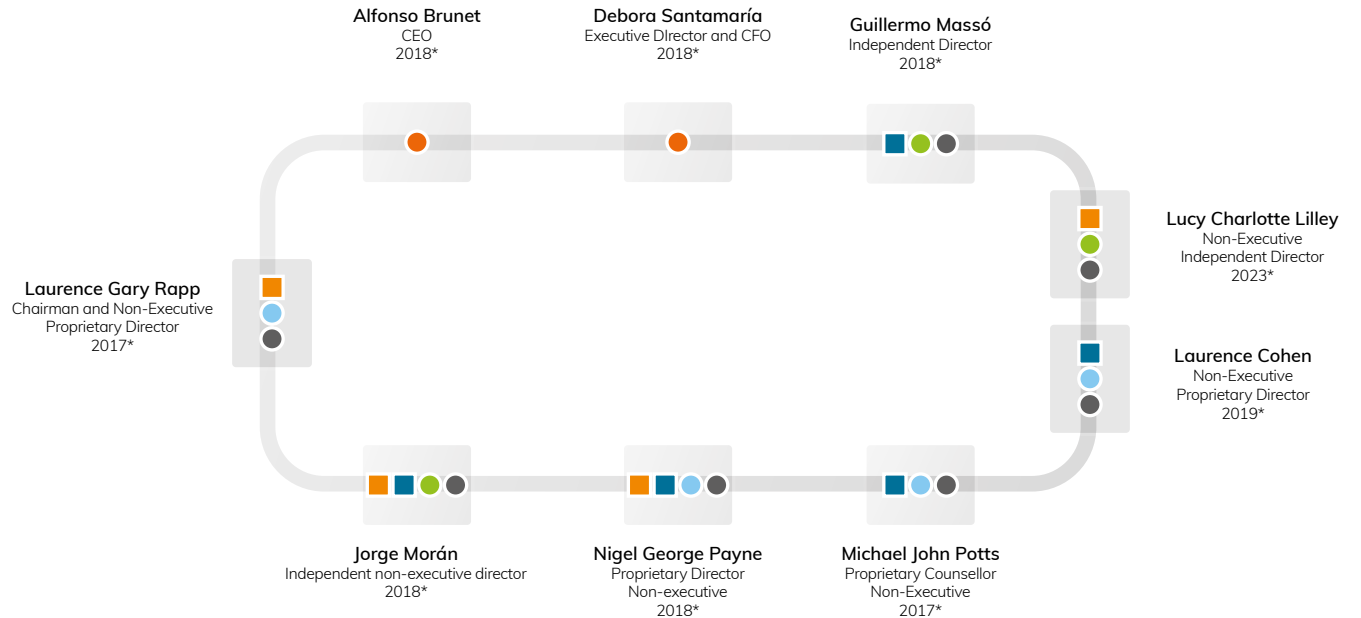 Alfonso Brunet
CEO
2018*
Debora Santamaría
Executive DIrector and CFO
2018*
Guillermo Massó
Independent Director
2018*
Lucy Charlotte Lilley
Non-Executive
Independent Director
2023*
Laurence Gary Rapp
Chairman and Non-Executive
Proprietary Director
2017*
Laurence Cohen
Non-Executive
Proprietary Director
2019*
Jorge Morán
Independent non-executive director
2018*
Nigel George Payne
Proprietary Director
Non-executive
2018*
Michael John Potts
Proprietary Counsellor
Non-Executive
2017*